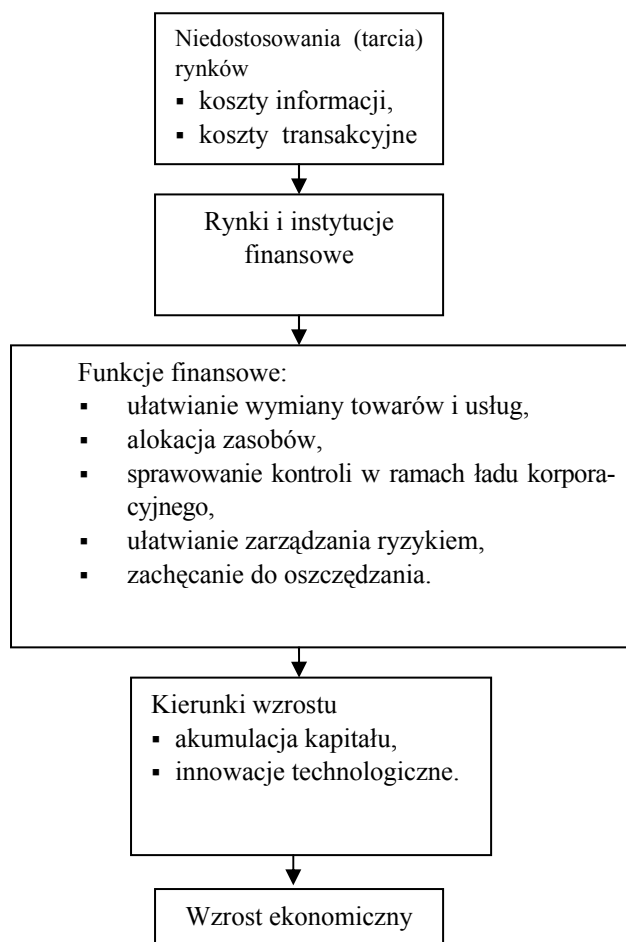 Niedostosowania (tarcia)
rynków
▪ koszty informacji,
▪ koszty transakcyjne
Rynki i instytucje
finansowe
Funkcje finansowe:
▪ ułatwianie wymiany towarów i usług,
▪ alokacja zasobów,
▪ sprawowanie kontroli w ramach ładu korpora-
cyjnego,
▪ ułatwianie zarządzania ryzykiem,
▪ zachęcanie do oszczędzania.
Kierunki wzrostu
▪ akumulacja kapitału,
▪ innowacje technologiczne.
Wzrost ekonomiczny